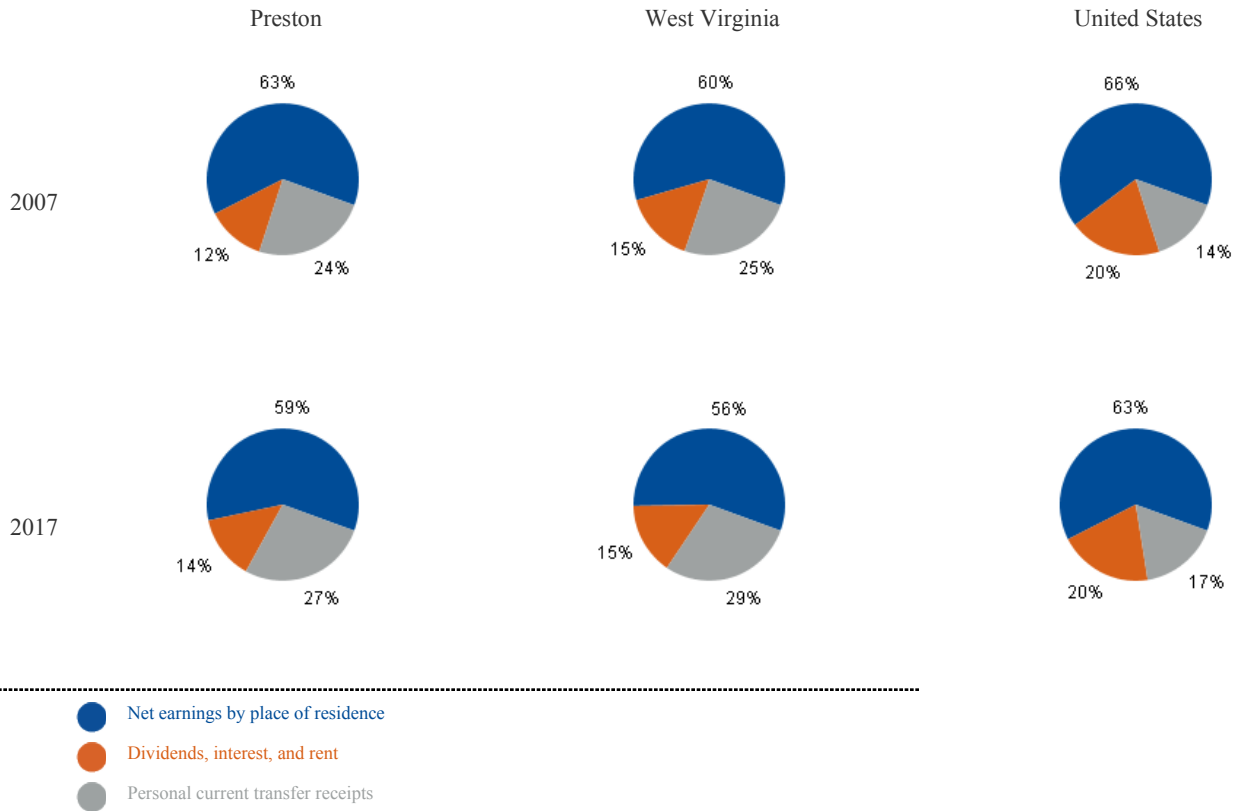 Preston West Virginia United States
63% 60% 66%
2007
12% 24% 15% 25% 20% 14%
59% 56% 63%
2017
14% 27% 15% 29% 20% 17%
Net earnings by place of residence
Dividends, interest, and rent
Personal current transfer receipts